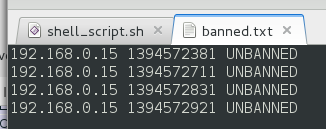 shell_script.sh banned.txt
192.168.0.15 1394572381 UNBANNED
192.168.0.15 1394572711 UNBANNED
192.168.0.15 1394572831 UNBANNED
192.168.0.15 1394572921 UNBANNED